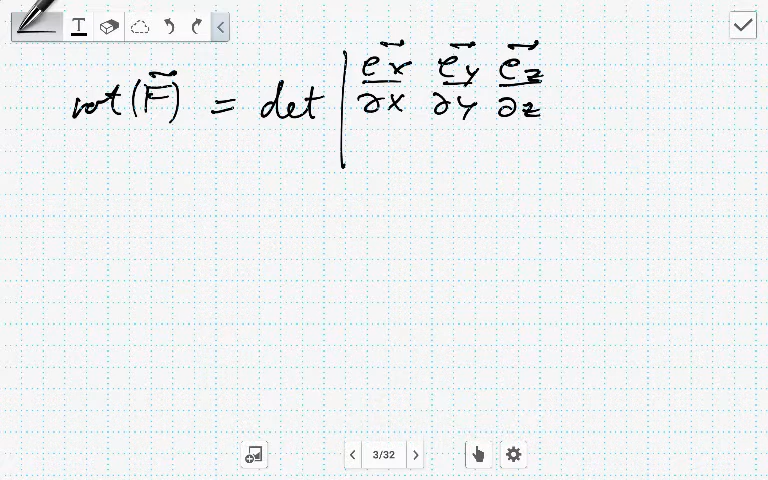 T
rot(F⃗) = det | e⃗x e⃗y e⃗z
∂x ∂y ∂z
3/32